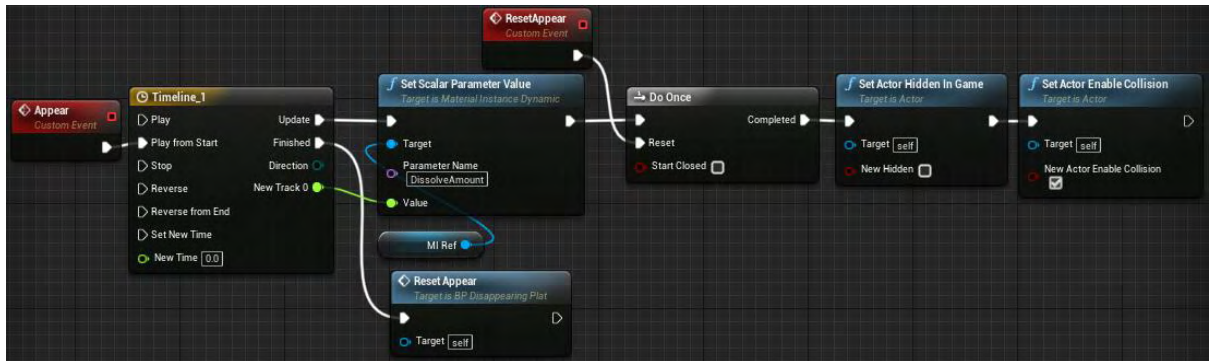 ResetAppear
Custom Event
Appear
Custom Event
Timeline_1
Play
Update
Play from Start
Finished
Stop
Direction
Reverse
New Track 0
Reverse from End
Set New Time
New Time 0.0
Set Scalar Parameter Value
Target is Material Instance Dynamic
Target
Parameter Name
DissolveAmount
Value
MI Ref
Reset Appear
Target is BP Disappearing Plat
Target self
Do Once
Completed
Reset
Start Closed
Set Actor Hidden In Game
Target is Actor
Target self
New Hidden
Set Actor Enable Collision
Target is Actor
Target self
New Actor Enable Collision